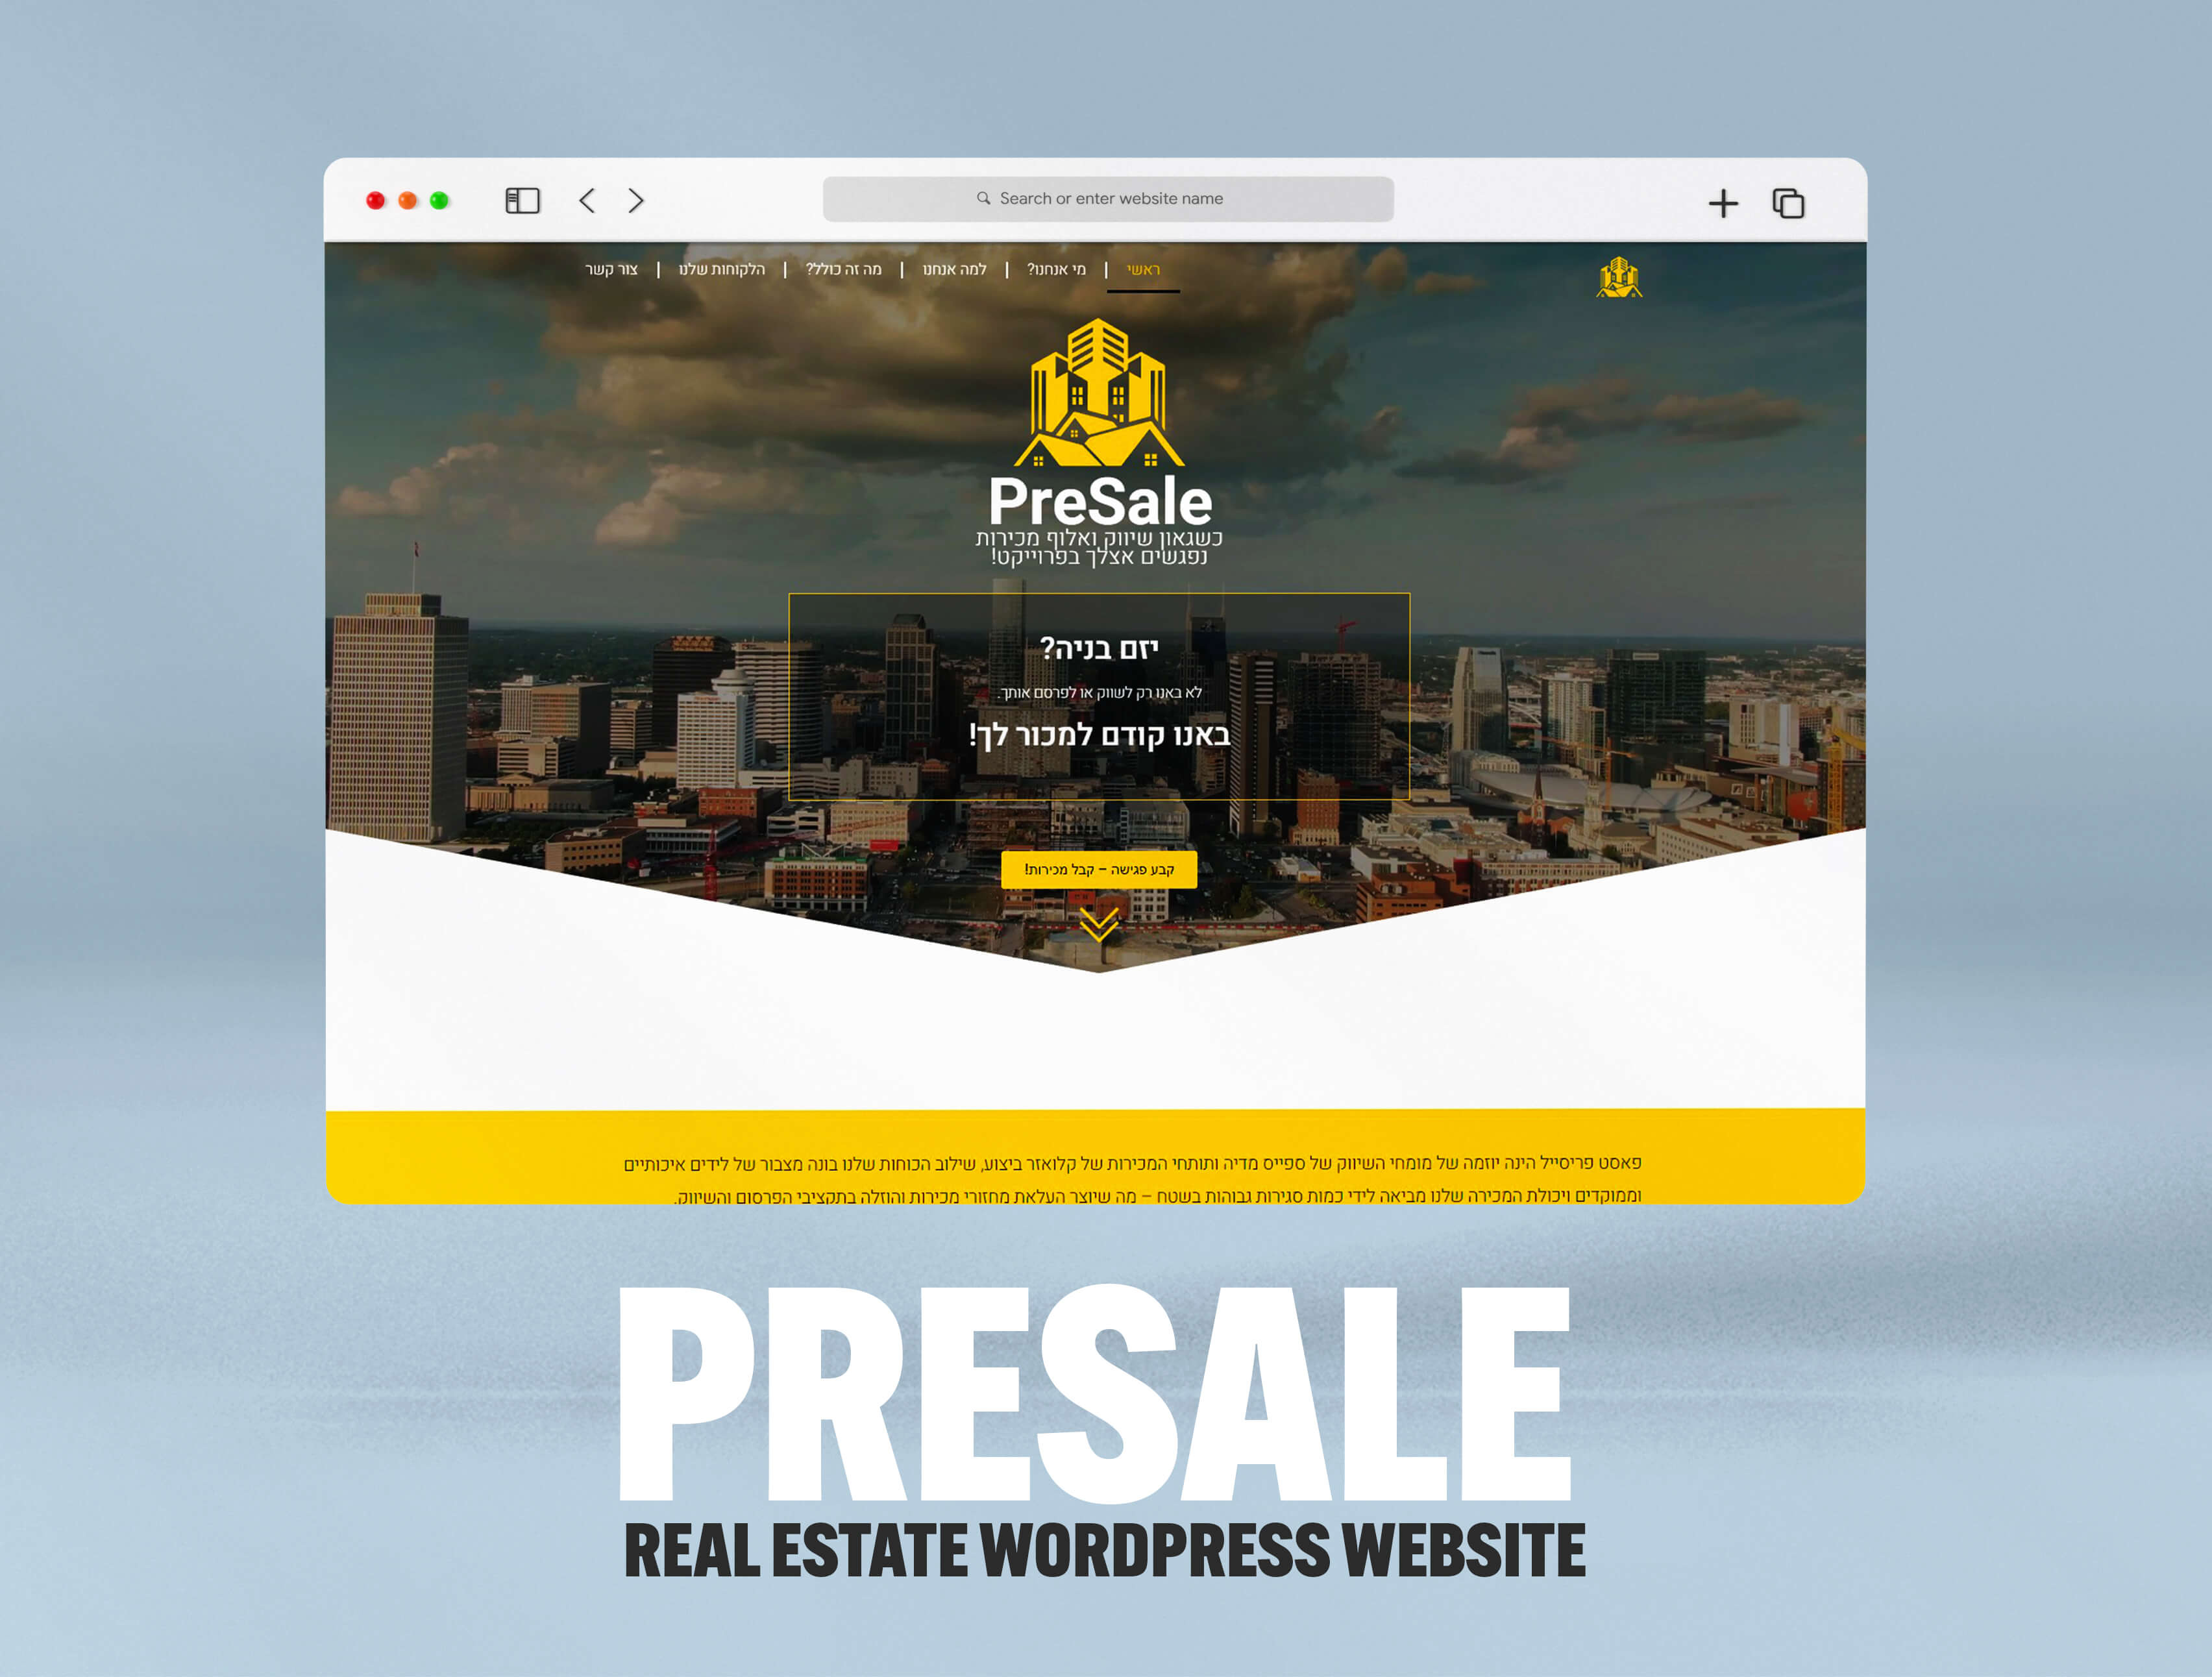 Search or enter website name
ראשי | מי אנחנו? | למה אנחנו | מה זה כולל? | הלקוחות שלנו | צור קשר
PreSale
כשגאון שיווק ואלוף מכירות
נפגשים אצלך בפרוייקט!
יזם בניה?
לא באנו רק לשווק או לפרסם אותך.
באנו קודם למכור לך!
קבע פגישה – קבל מכירות!
פאסט פריסייל הינה יוזמה של מומחי השיווק של ספייס מדיה ותותחי המכירות של קלואזר ביצוע, שילוב הכוחות שלנו בונה מצבור של לידים איכותיים
וממוקדים ויכולת המכירה שלנו מביאה לידי כמות סגירות גבוהות בשטח – מה שיוצר העלאת מחזורי מכירות והוזלה בתקציבי הפרסום והשיווק.
PRESALE
REAL ESTATE WORDPRESS WEBSITE